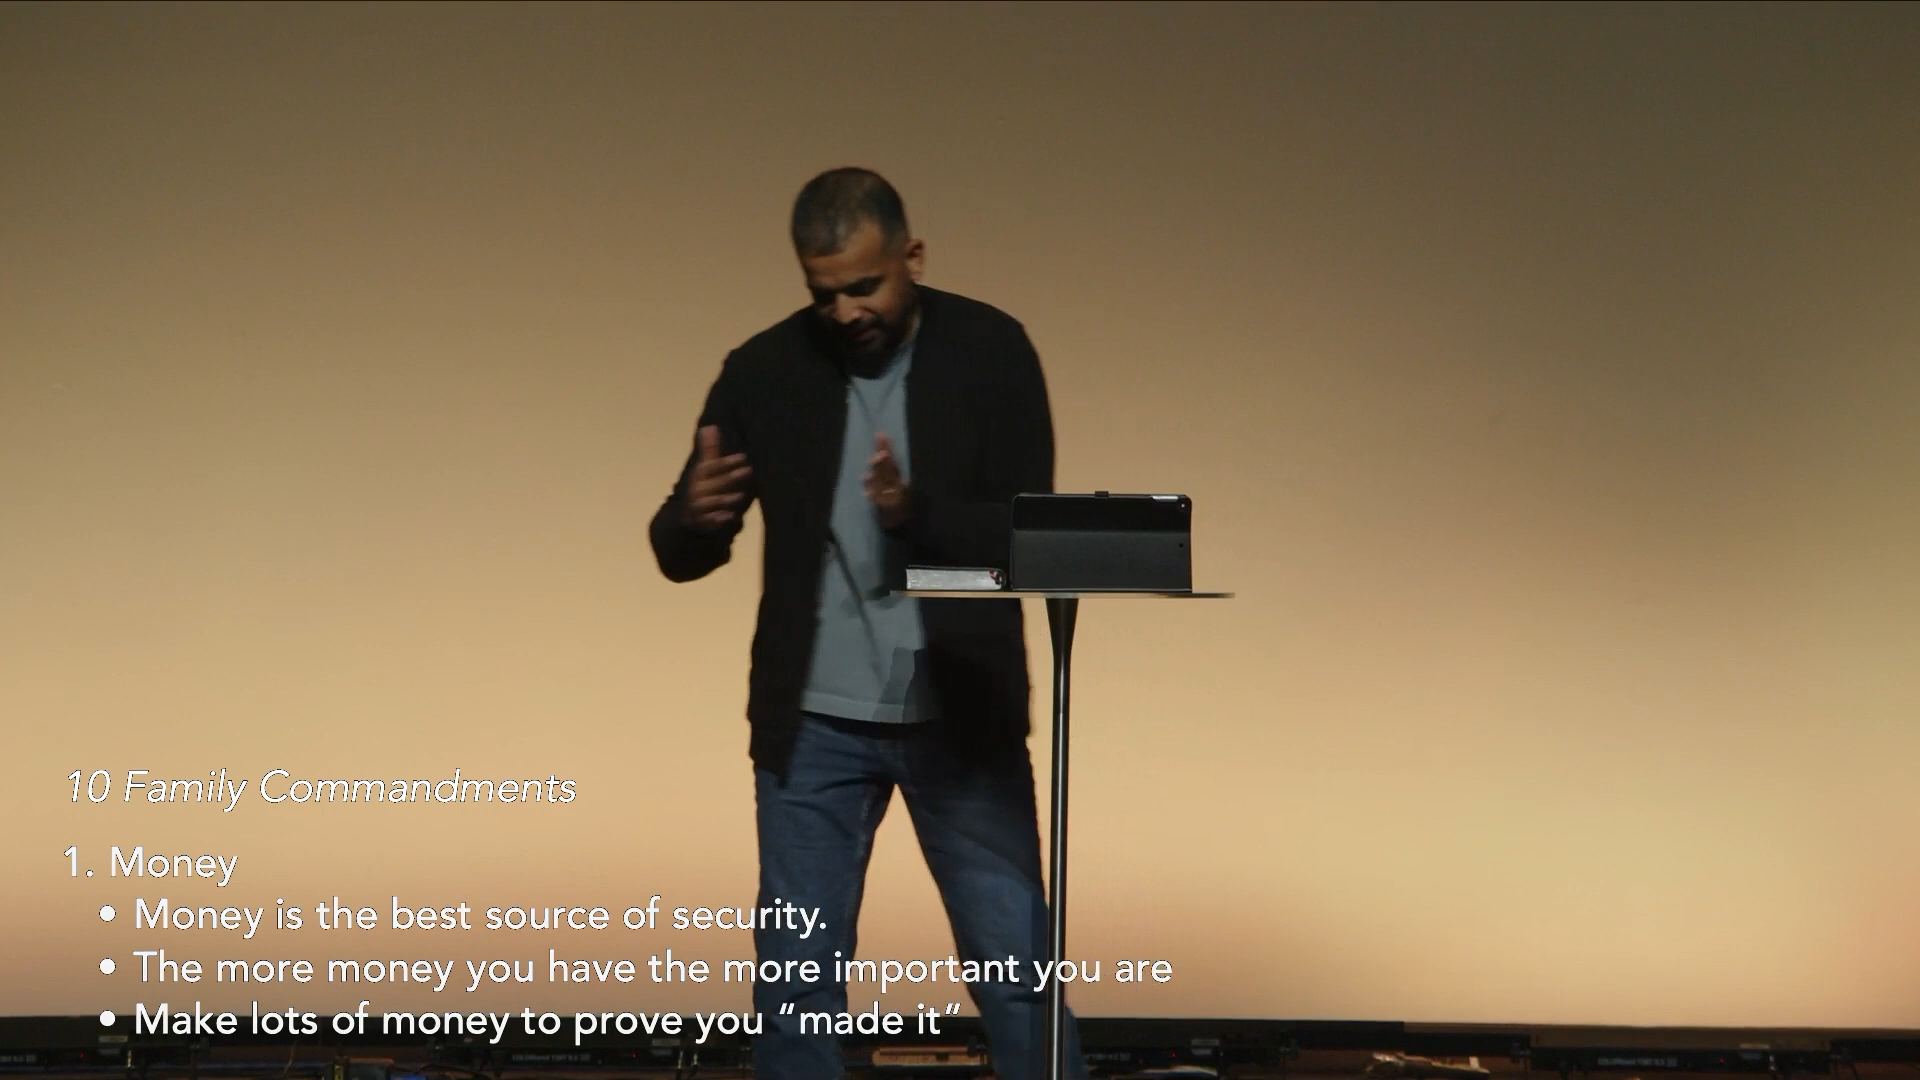 10 Family Commandments
1. Money
• Money is the best source of security.
• The more money you have the more important you are
• Make lots of money to prove you “made it”